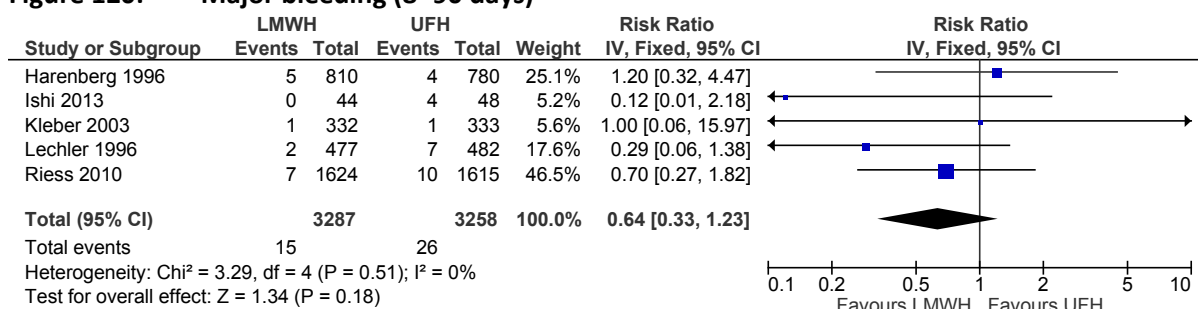 Figure 120: Major bleeding (8–90 days)
LMWH UFH Risk Ratio Risk Ratio
Study or Subgroup Events Total Events Total Weight IV, Fixed, 95% CI IV, Fixed, 95% CI
Harenberg 1996 5 810 4 780 25.1% 1.20 [0.32, 4.47]
Ishi 2013 0 44 4 48 5.2% 0.12 [0.01, 2.18]
Kleber 2003 1 332 1 333 5.6% 1.00 [0.06, 15.97]
Lechler 1996 2 477 7 482 17.6% 0.29 [0.06, 1.38]
Riess 2010 7 1624 10 1615 46.5% 0.70 [0.27, 1.82]
Total (95% CI) 3287 3258 100.0% 0.64 [0.33, 1.23]
Total events 15 26
Heterogeneity: Chi² = 3.29, df = 4 (P = 0.51); I² = 0%
Test for overall effect: Z = 1.34 (P = 0.18)
0.1 0.2 0.5 1 2 5 10
Favours LMWH Favours UFH